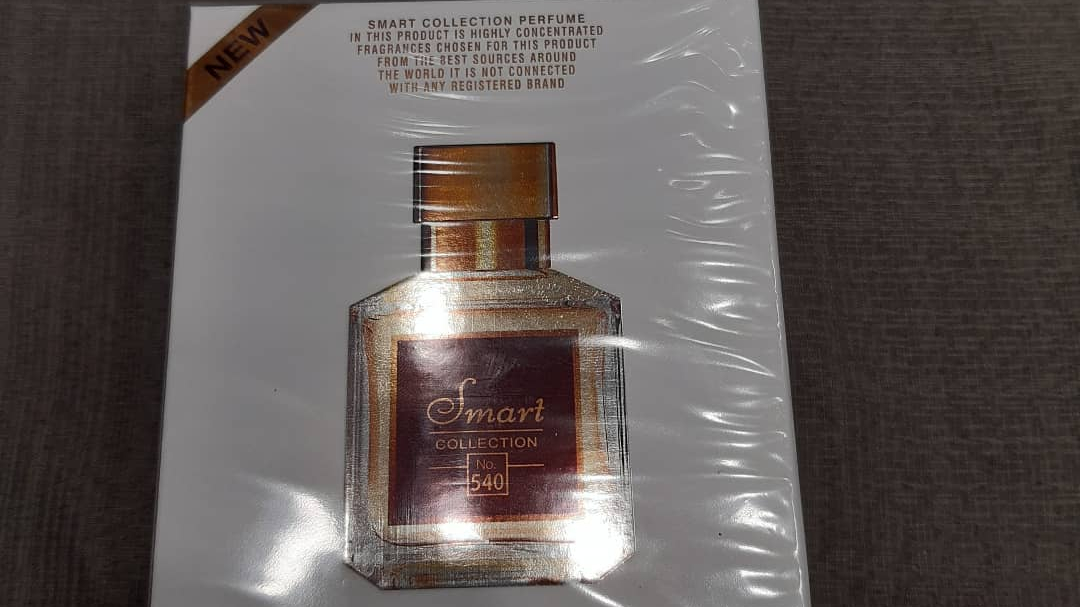 NEW
SMART COLLECTION PERFUME
IN THIS PRODUCT IS HIGHLY CONCENTRATED
FRAGRANCES CHOSEN FOR THIS PRODUCT
FROM THE BEST SOURCES AROUND
THE WORLD IT IS NOT CONNECTED
WITH ANY REGISTERED BRAND
Smart
COLLECTION
No.
540